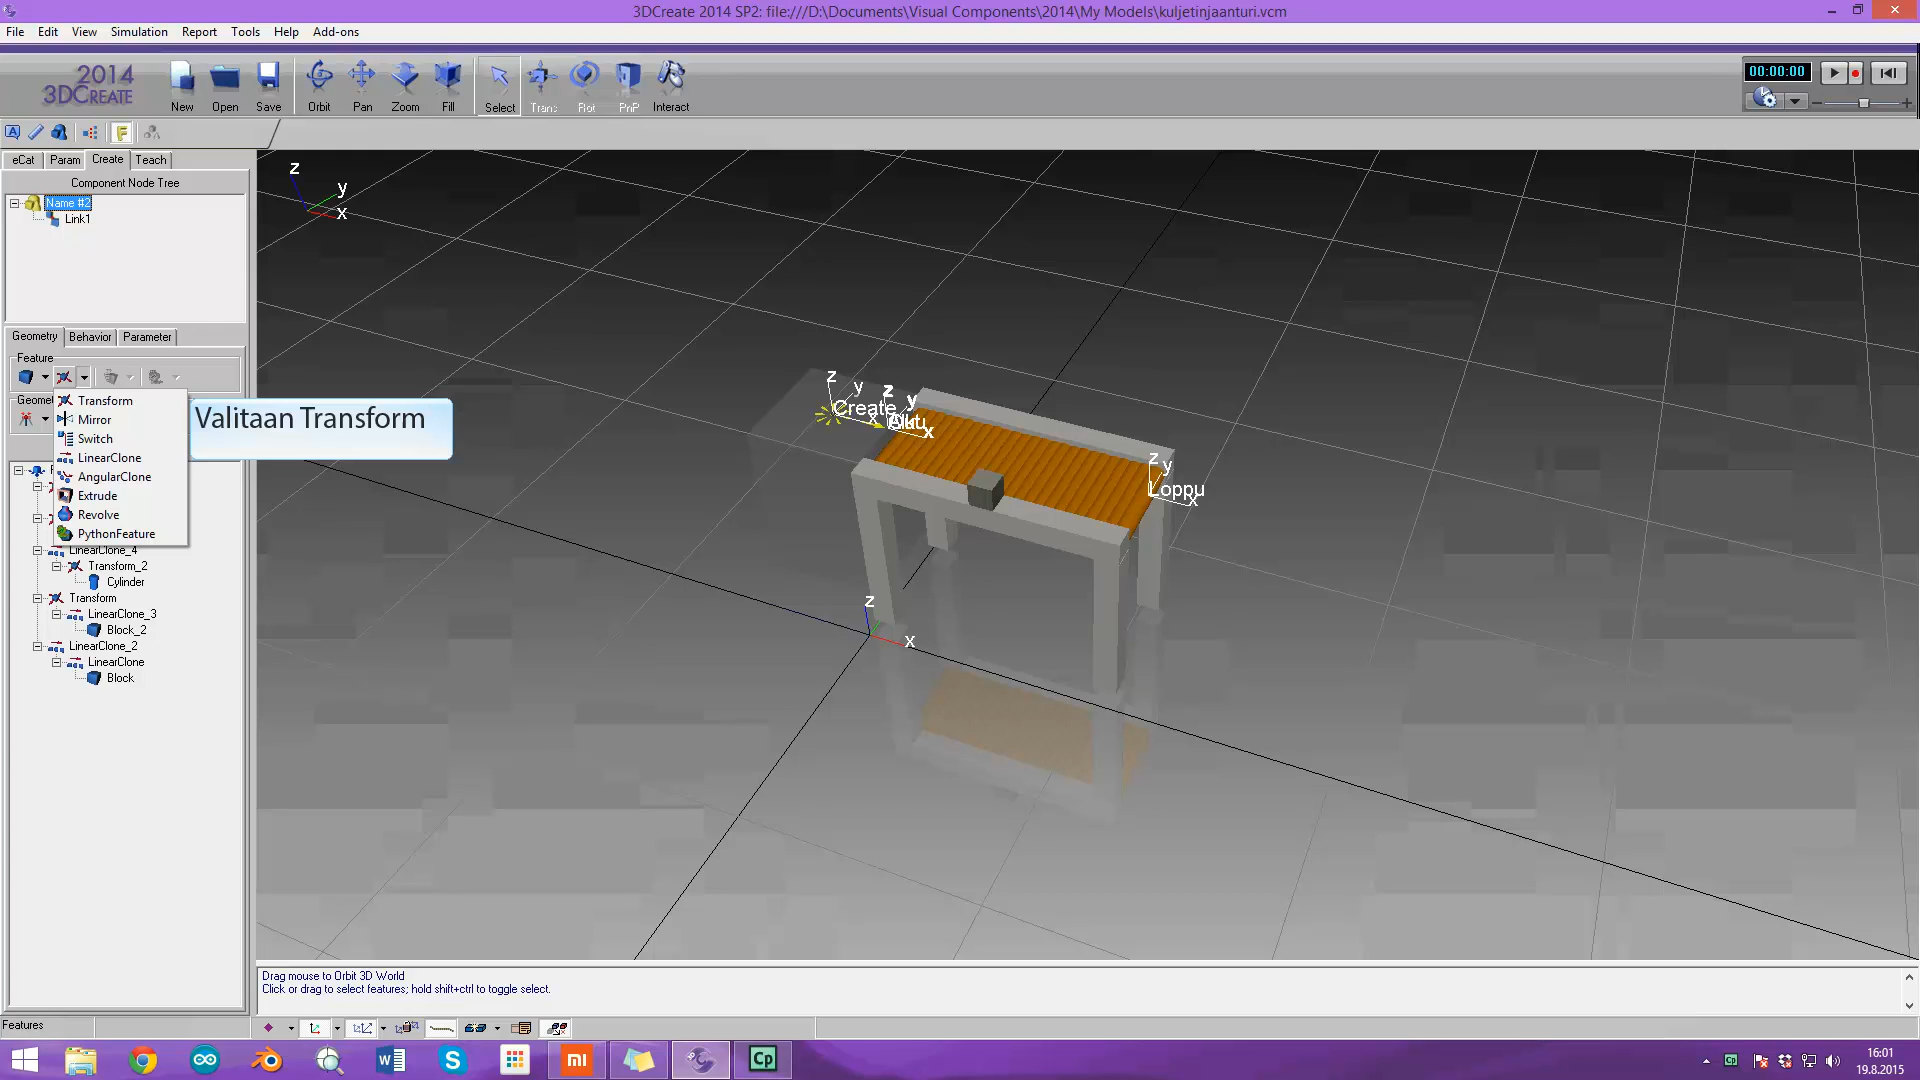 3DCreate 2014 SP2: file:///D:\Documents\Visual Components\2014\My Models\kuljetinjaanturi.vcm
File Edit View Simulation Report Tools Help Add-ons
2014
3DCREATE
New Open Save Orbit Pan Zoom Fill Select Trans Rot PnP Interact
00:00:00
eCat Param Create Teach
Component Node Tree
Name #2
Link1
Geometry Behavior Parameter
Feature
Transform
Mirror
Switch
LinearClone
AngularClone
Extrude
Revolve
PythonFeature
Valitaan Transform
LinearClone_4
Transform_2
Cylinder
Transform
LinearClone_3
Block_2
LinearClone_2
LinearClone
Block
z
y
x
z
y
Create
x
z
y
Alku
x
z
y
Loppu
x
z
x
Drag mouse to Orbit 3D World
Click or drag to select features; hold shift+ctrl to toggle select.
Features
Cp
16:01
19.8.2015